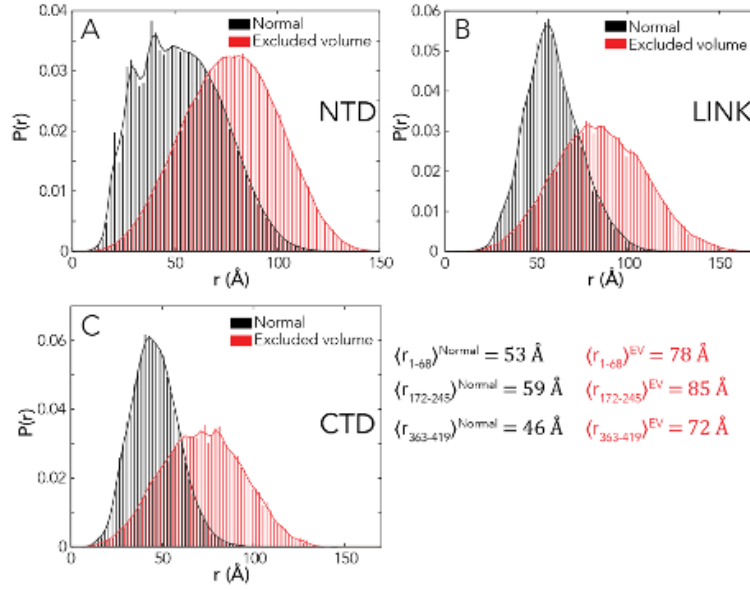 A
Normal
Excluded volume
NTD
P(r)
0.04
0.03
0.02
0.01
0
0
50
100
150
r (Å)
B
Normal
Excluded volume
LINK
P(r)
0.06
0.05
0.04
0.03
0.02
0.01
0
0
50
100
r (Å)
C
Normal
Excluded volume
CTD
P(r)
0.06
0.04
0.02
0
0
50
100
150
r (Å)
⟨r1-68⟩Normal = 53 Å
⟨r1-68⟩EV = 78 Å
⟨r172-245⟩Normal = 59 Å
⟨r172-245⟩EV = 85 Å
⟨r363-419⟩Normal = 46 Å
⟨r363-419⟩EV = 72 Å